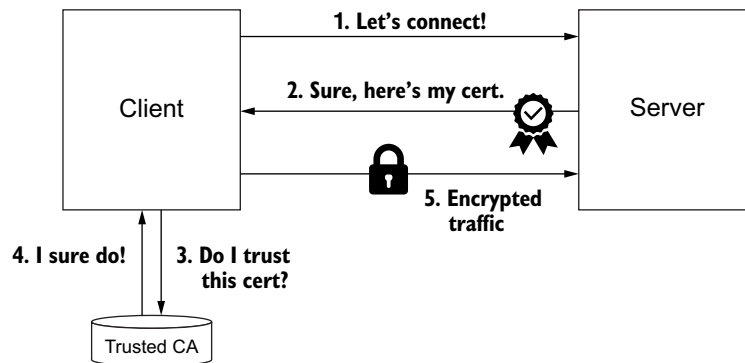 1. Let's connect!
Client
2. Sure, here's my cert.
Server
5. Encrypted
traffic
4. I sure do!
3. Do I trust
this cert?
Trusted CA